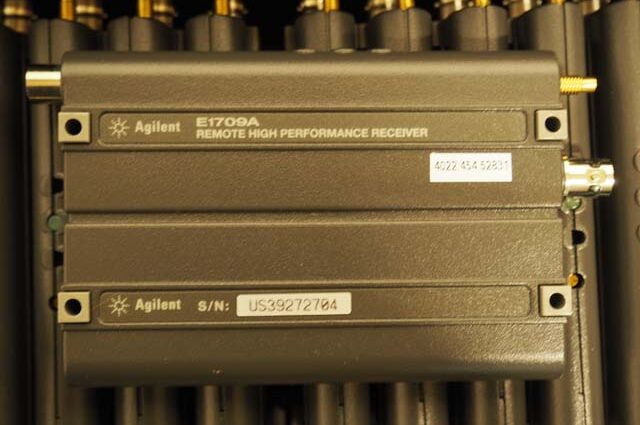 Agilent E1709A
REMOTE HIGH PERFORMANCE RECEIVER
4022 454 52831
Agilent S/N: US39272704